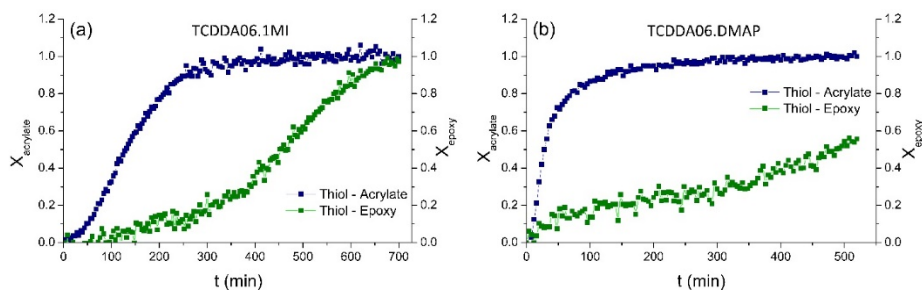 (a) TCDDA06.1MI
1.2
1.0
0.8
0.6
0.4
0.2
0.0
X acrylate
1.2
1.0
0.8
0.6
0.4
0.2
0.0
X epoxy
Thiol - Acrylate
Thiol - Epoxy
0 100 200 300 400 500 600 700
t (min)
(b) TCDDA06.DMAP
1.2
1.0
0.8
0.6
0.4
0.2
0.0
X acrylate
1.2
1.0
0.8
0.6
0.4
0.2
0.0
X epoxy
Thiol - Acrylate
Thiol - Epoxy
0 100 200 300 400 500
t (min)